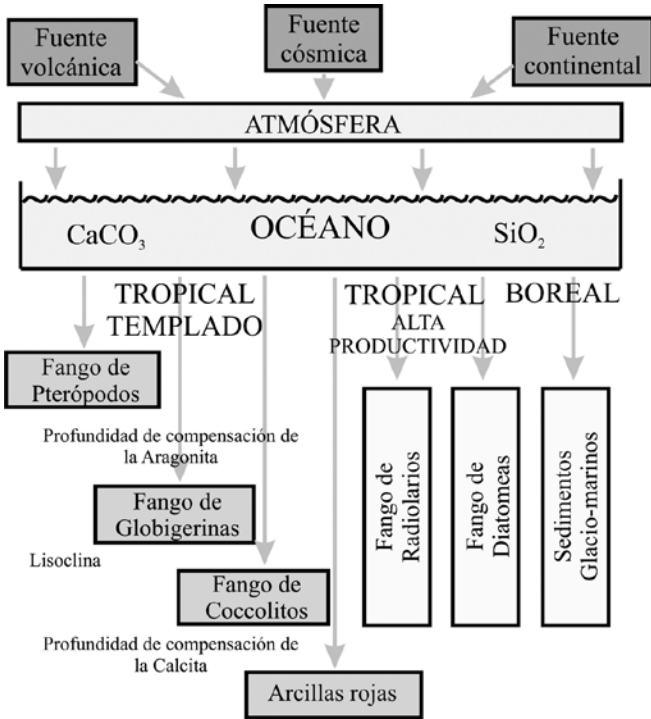 Fuente
volcánica
Fuente
cósmica
Fuente
continental
ATMÓSFERA
CaCO₃
OCÉANO
SiO₂
TROPICAL
TEMPLADO
TROPICAL
ALTA
PRODUCTIVIDAD
BOREAL
Fango de
Pterópodos
Profundidad de compensación de
la Aragonita
Fango de
Globigerinas
Lisoclina
Fango de
Coccolitos
Profundidad de compensación de
la Calcita
Arcillas rojas
Fango de
Radiolarios
Fango de
Diatomeas
Sedimentos
Glacio-marinos